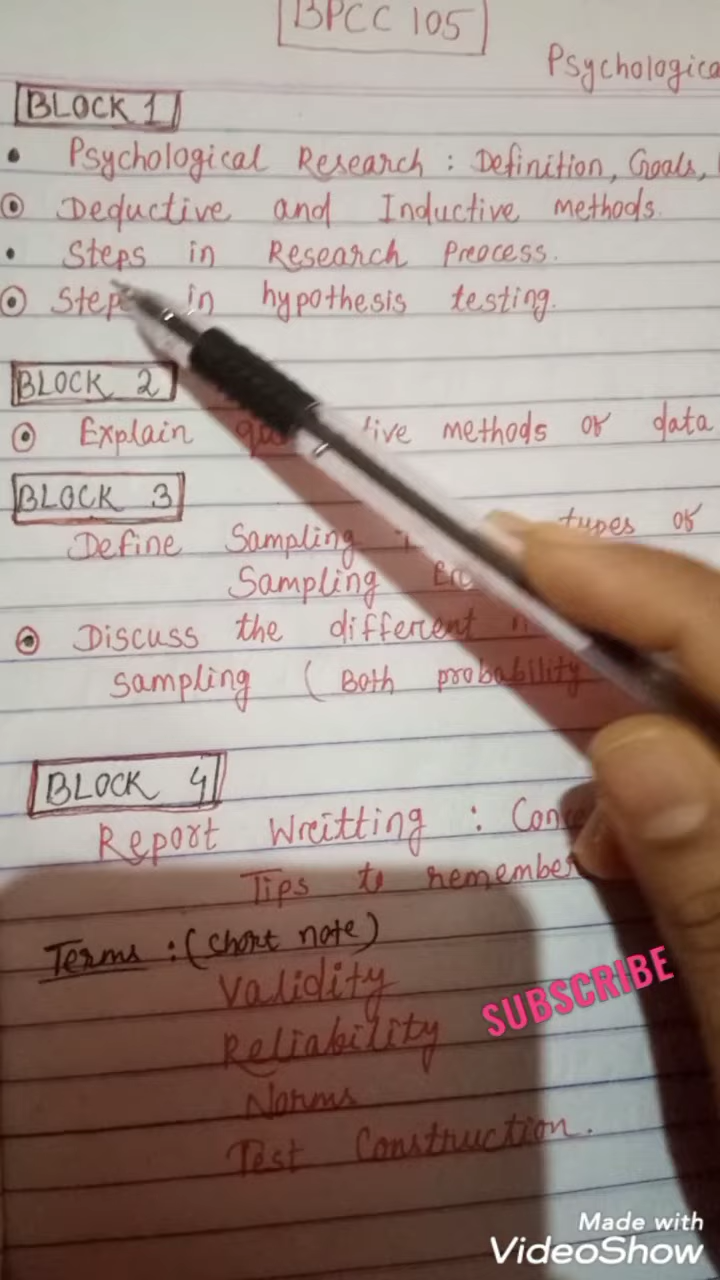 BPCC 105
Psychologica
BLOCK 1
• Psychological Research : Definition, Goals,
Deductive and Inductive methods.
• Steps in Research Process.
Step in hypothesis testing.
BLOCK 2
Explain methods of data
BLOCK 3
Define Sampling types of
Sampling
Discuss the different
Sampling (Both probability
BLOCK 4
Report Writting :
Tips to remember
Terms : (Short note)
Validity
Reliability
SUBSCRIBE
Norms
Test Construction.
Made with
VideoShow